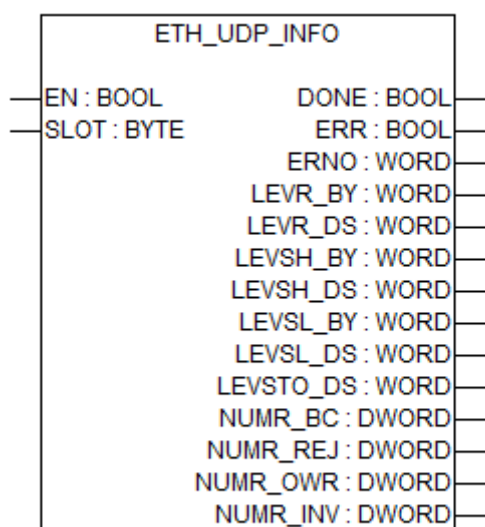 ETH_UDP_INFO
EN : BOOL DONE : BOOL
SLOT : BYTE ERR : BOOL
ERNO : WORD
LEVR_BY : WORD
LEVR_DS : WORD
LEVSH_BY : WORD
LEVSH_DS : WORD
LEVSL_BY : WORD
LEVSL_DS : WORD
LEVSTO_DS : WORD
NUMR_BC : DWORD
NUMR_REJ : DWORD
NUMR_OWR : DWORD
NUMR_INV : DWORD